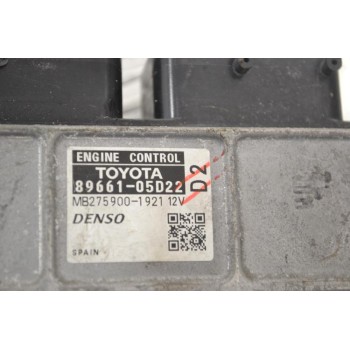 ENGINE CONTROL
TOYOTA
89661-05D22
MB275900-1921 12V
D2
DENSO
SPAIN